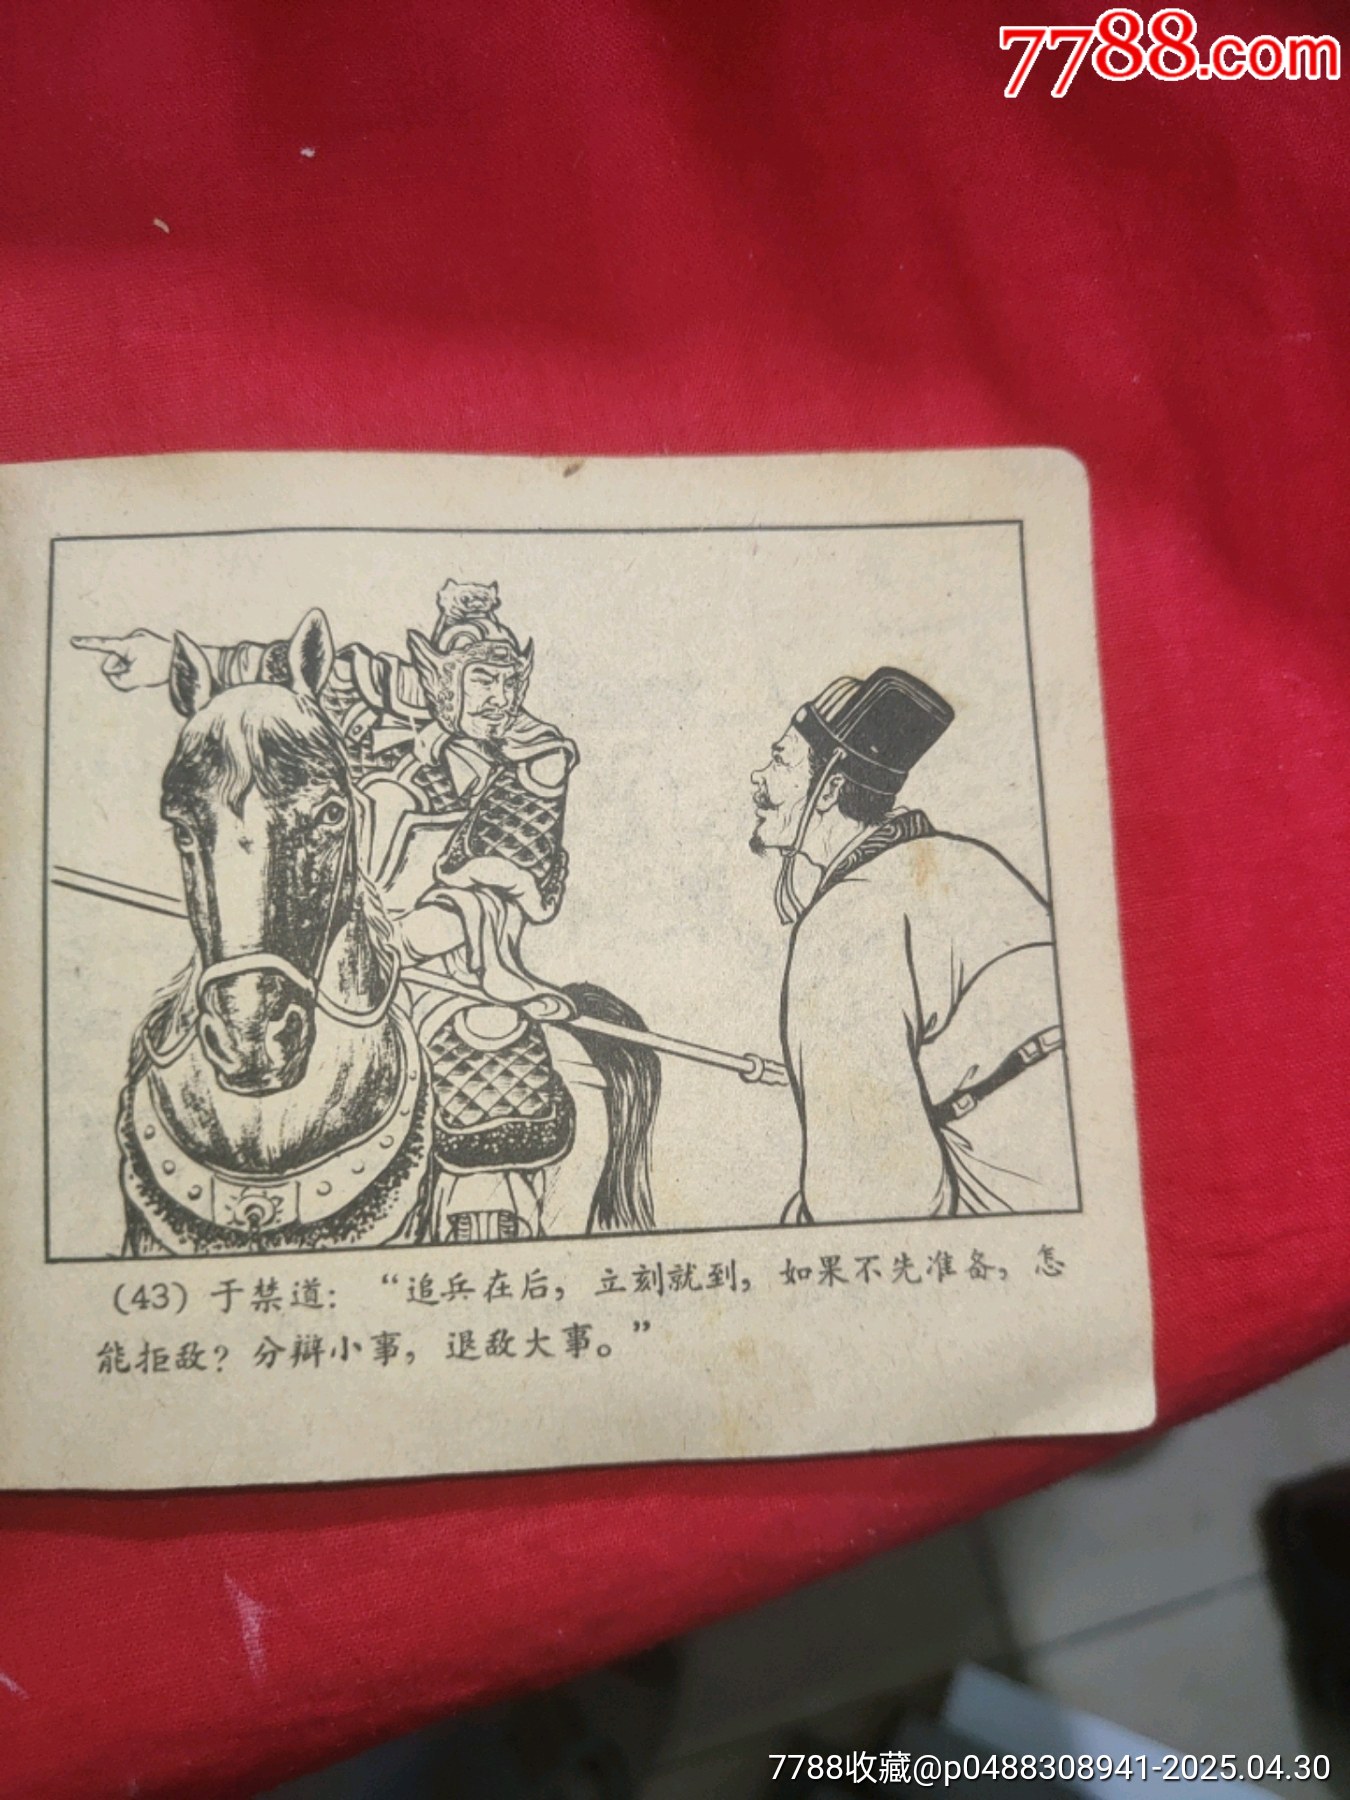 7788.com
（43）于禁道：“追兵在后，立刻就到，如果不先准备，怎
能拒敌？分辩小事，退敌大事。”
7788收藏@p0488308941-2025.04.30